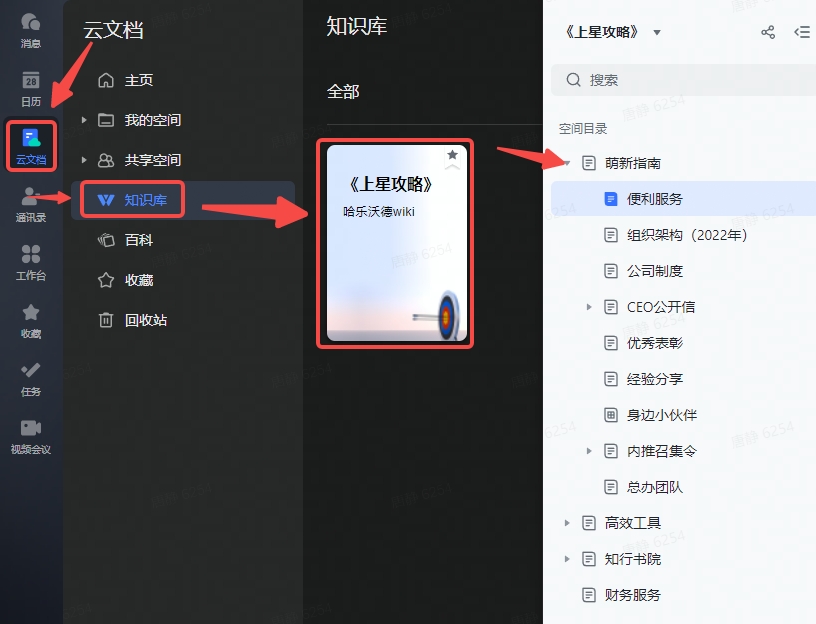 消息
28
日历
云文档
通讯录
工作台
收藏
任务
视频会议
云文档
主页
我的空间
共享空间
知识库
百科
收藏
回收站
知识库
全部
《上星攻略》
哈乐沃德wiki
《上星攻略》
搜索
空间目录
萌新指南
便利服务
组织架构（2022年）
公司制度
CEO公开信
优秀表彰
经验分享
身边小伙伴
内推召集令
总办团队
高效工具
知行书院
财务服务
唐静 6254